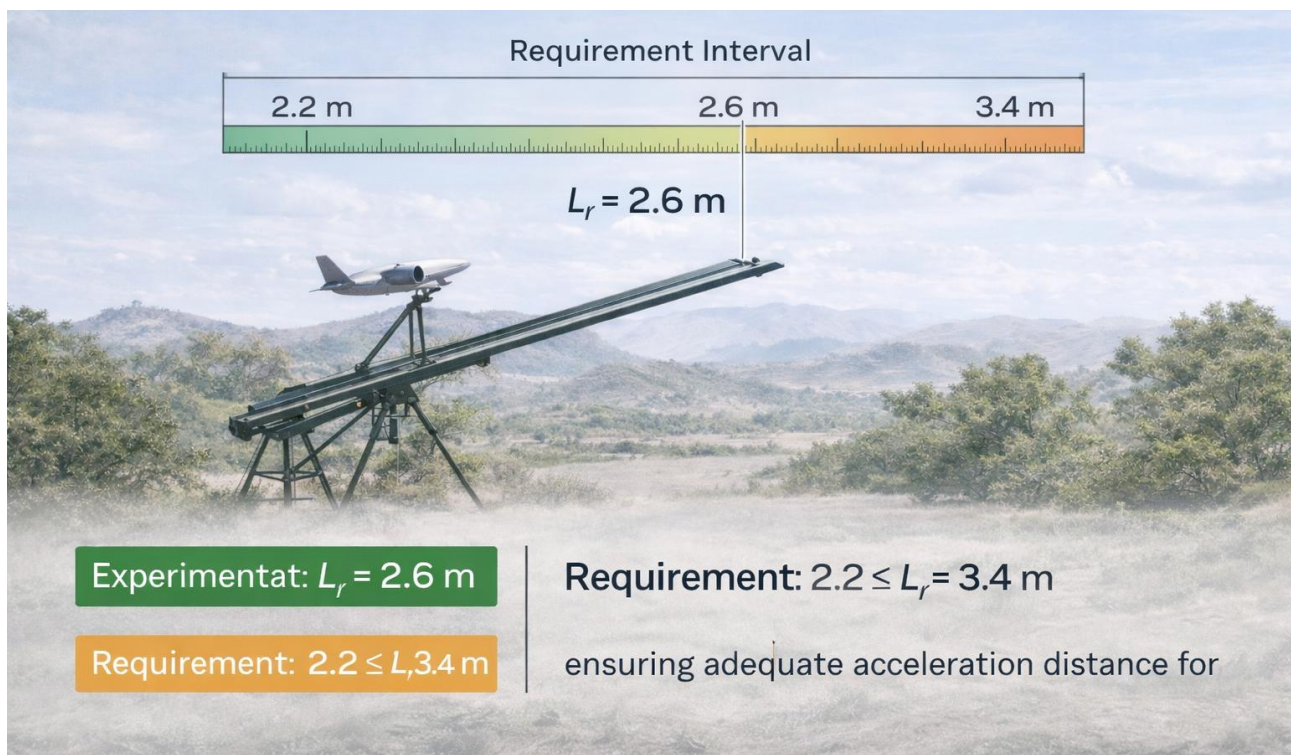 Requirement Interval
2.2 m 2.6 m 3.4 m
Lᵣ = 2.6 m
Experimentat: Lᵣ = 2.6 m
Requirement: 2.2 ≤ Lᵣ = 3.4 m
Requirement: 2.2 ≤ L,3.4 m
ensuring adequate acceleration distance for